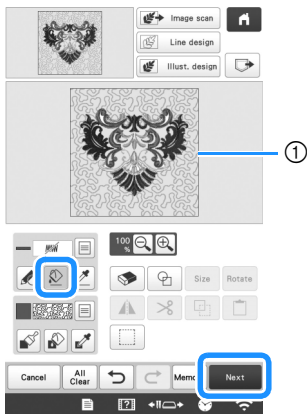 Image scan
Line design
Illust. design
①
100 %
Size
Rotate
Cancel
All Clear
Memo
Next